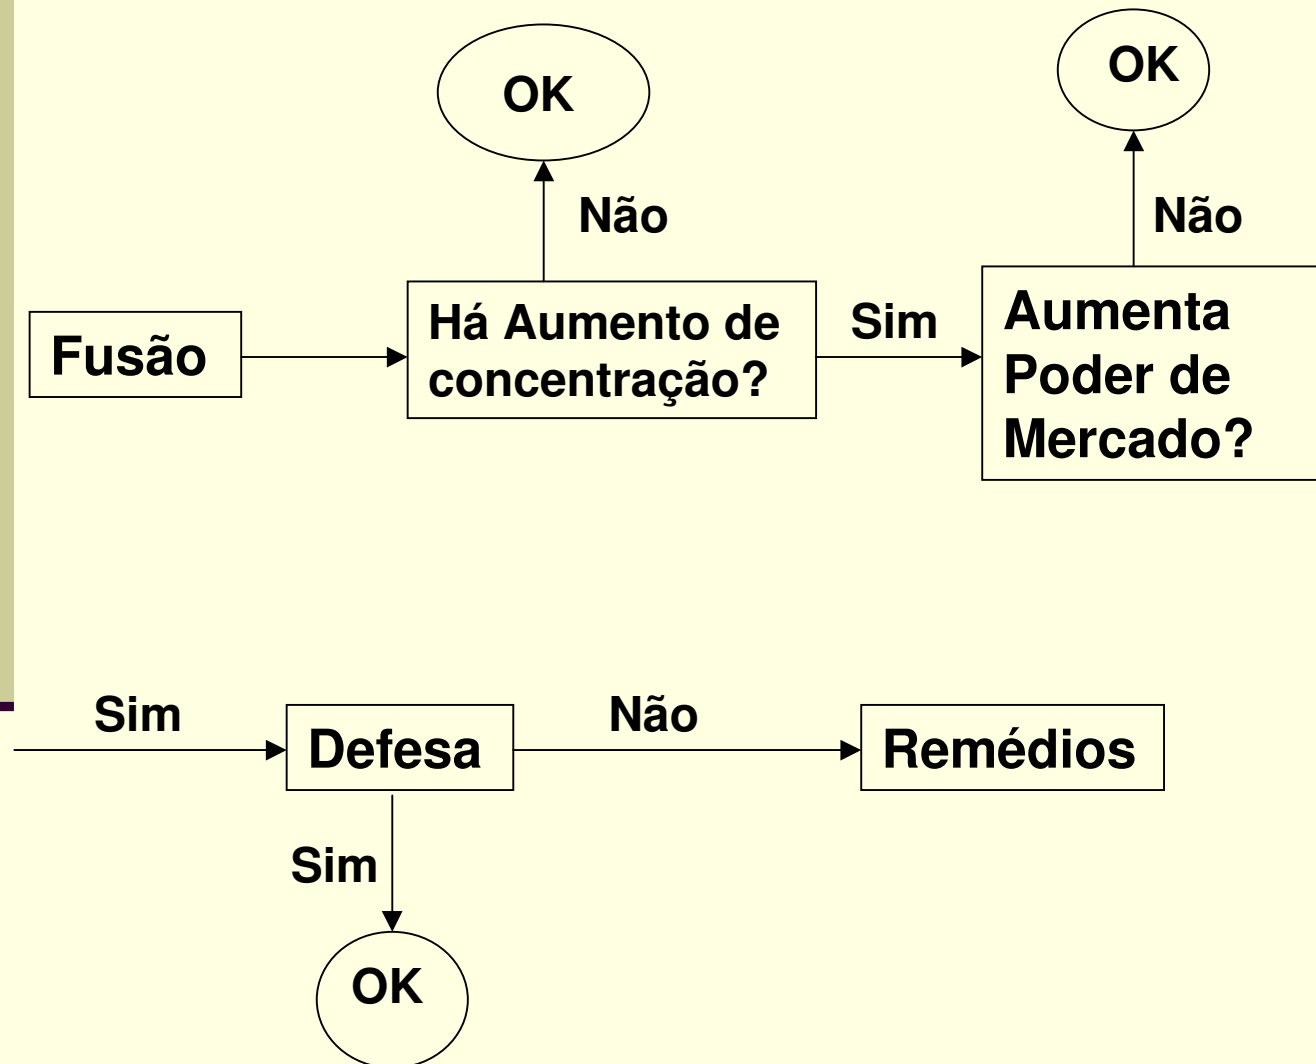 OK
OK
Não
Não
Fusão
Há Aumento de
concentração?
Sim
Aumenta
Poder de
Mercado?
Sim
Defesa
Não
Remédios
Sim
OK